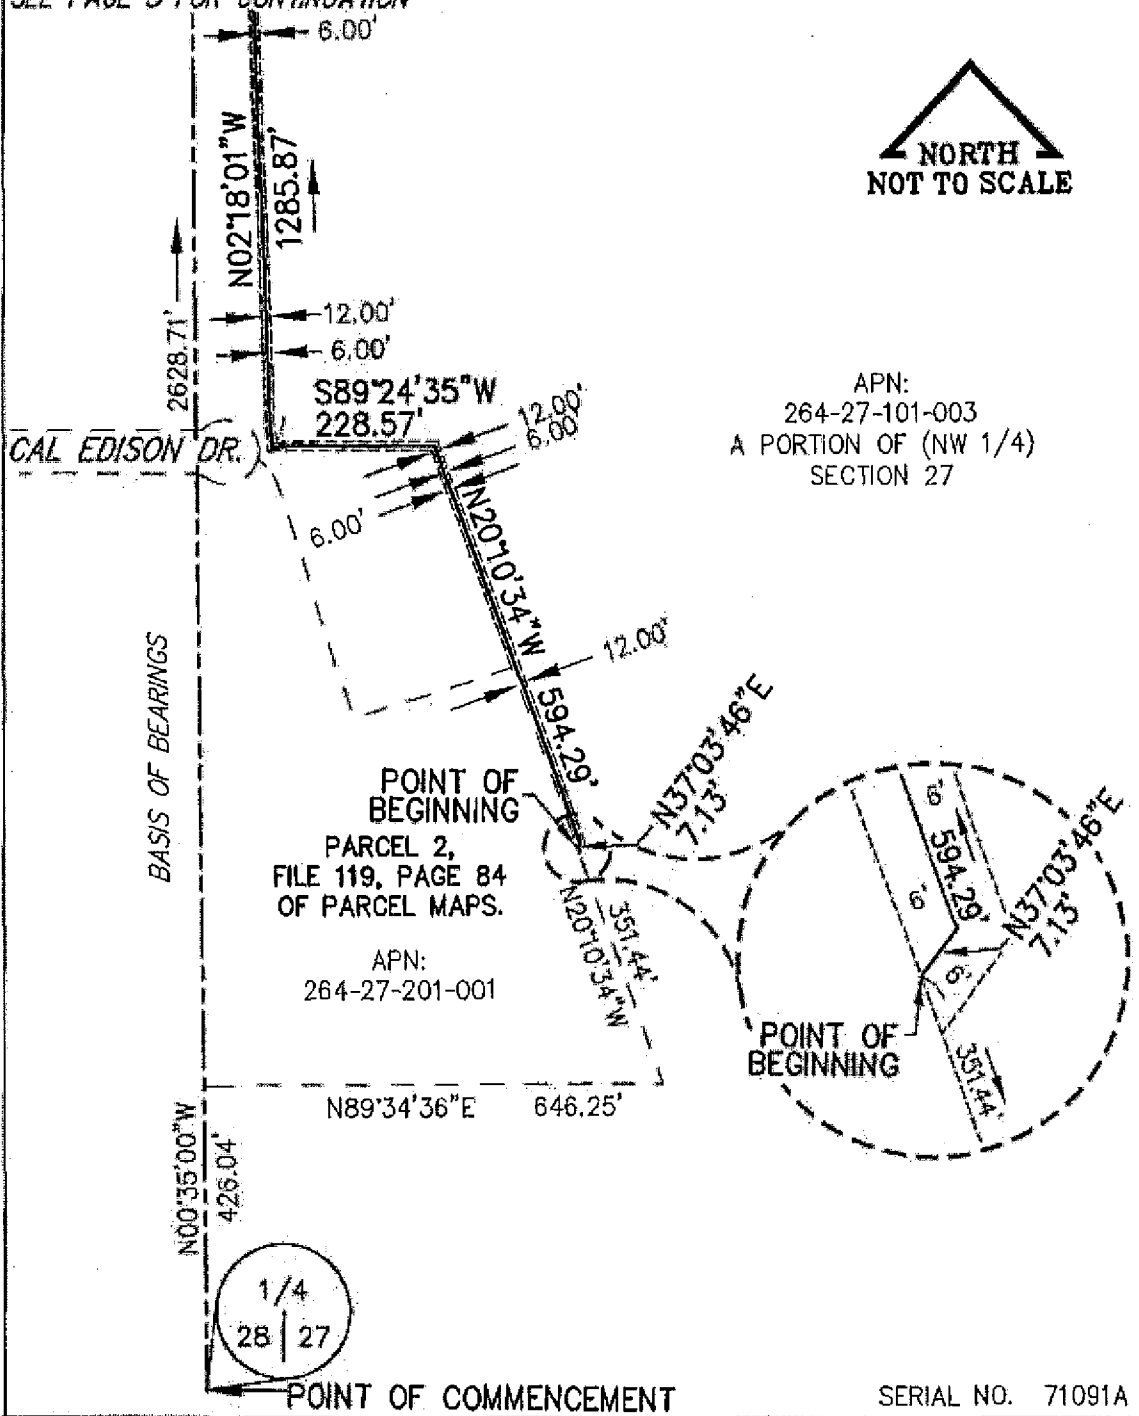 SEE PAGE 5 FOR CONTINUATION
6.00'
N02°18'01"W
1285.87'
NORTH
NOT TO SCALE
2628.71'
12.00'
6.00'
S89°24'35"W
228.57'
12.00'
6.00'
APN:
264-27-101-003
A PORTION OF (NW 1/4)
SECTION 27
CAL EDISON DR.)
6.00'
N20°10'34"W
594.29'
12.00'
BASIS OF BEARINGS
N37°03'46"E
7.13'
POINT OF
BEGINNING
PARCEL 2,
FILE 119, PAGE 84
OF PARCEL MAPS.
APN:
264-27-201-001
N20°10'34"W
351.44'
6'
594.29'
6'
N37°03'46"E
7.13'
6'
POINT OF
BEGINNING
351.44'
N89°34'36"E 646.25'
N00°35'00"W
426.04'
1/4
28 27
POINT OF COMMENCEMENT
SERIAL NO. 71091A